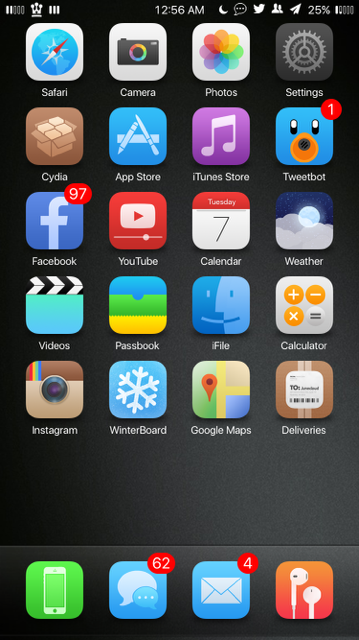 12:56 AM 25%
Safari Camera Photos Settings
1
Cydia App Store iTunes Store Tweetbot
97
Tuesday
7
Facebook YouTube Calendar Weather
Videos Passbook iFile Calculator
TO:
Instagram WinterBoard Google Maps Deliveries
62 4